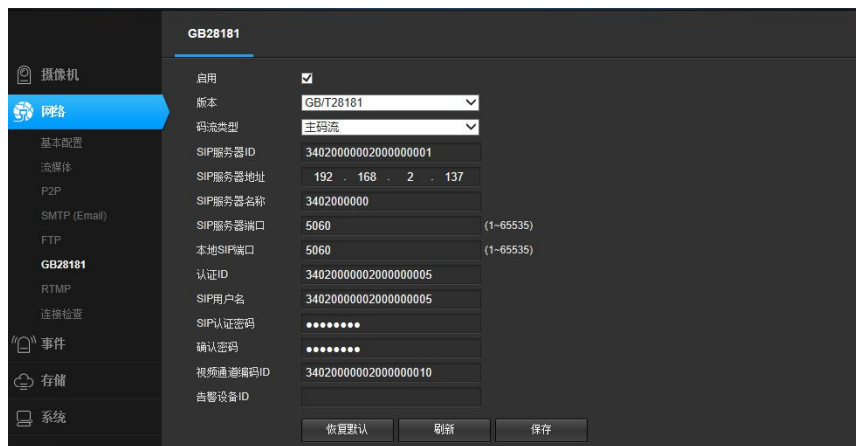 GB28181
摄像机
网络
基本配置
流媒体
P2P
SMTP (Email)
FTP
GB28181
RTMP
连接检查
事件
存储
系统
启用
版本 GB/T28181
码流类型 主码流
SIP服务器ID 34020000002000000001
SIP服务器地址 192 . 168 . 2 . 137
SIP服务器名称 3402000000
SIP服务器端口 5060 (1~65535)
本地SIP端口 5060 (1~65535)
认证ID 34020000002000000005
SIP用户名 34020000002000000005
SIP认证密码 ●●●●●●●●
确认密码 ●●●●●●●●
视频通道编码ID 34020000002000000010
告警设备ID
恢复默认 刷新 保存